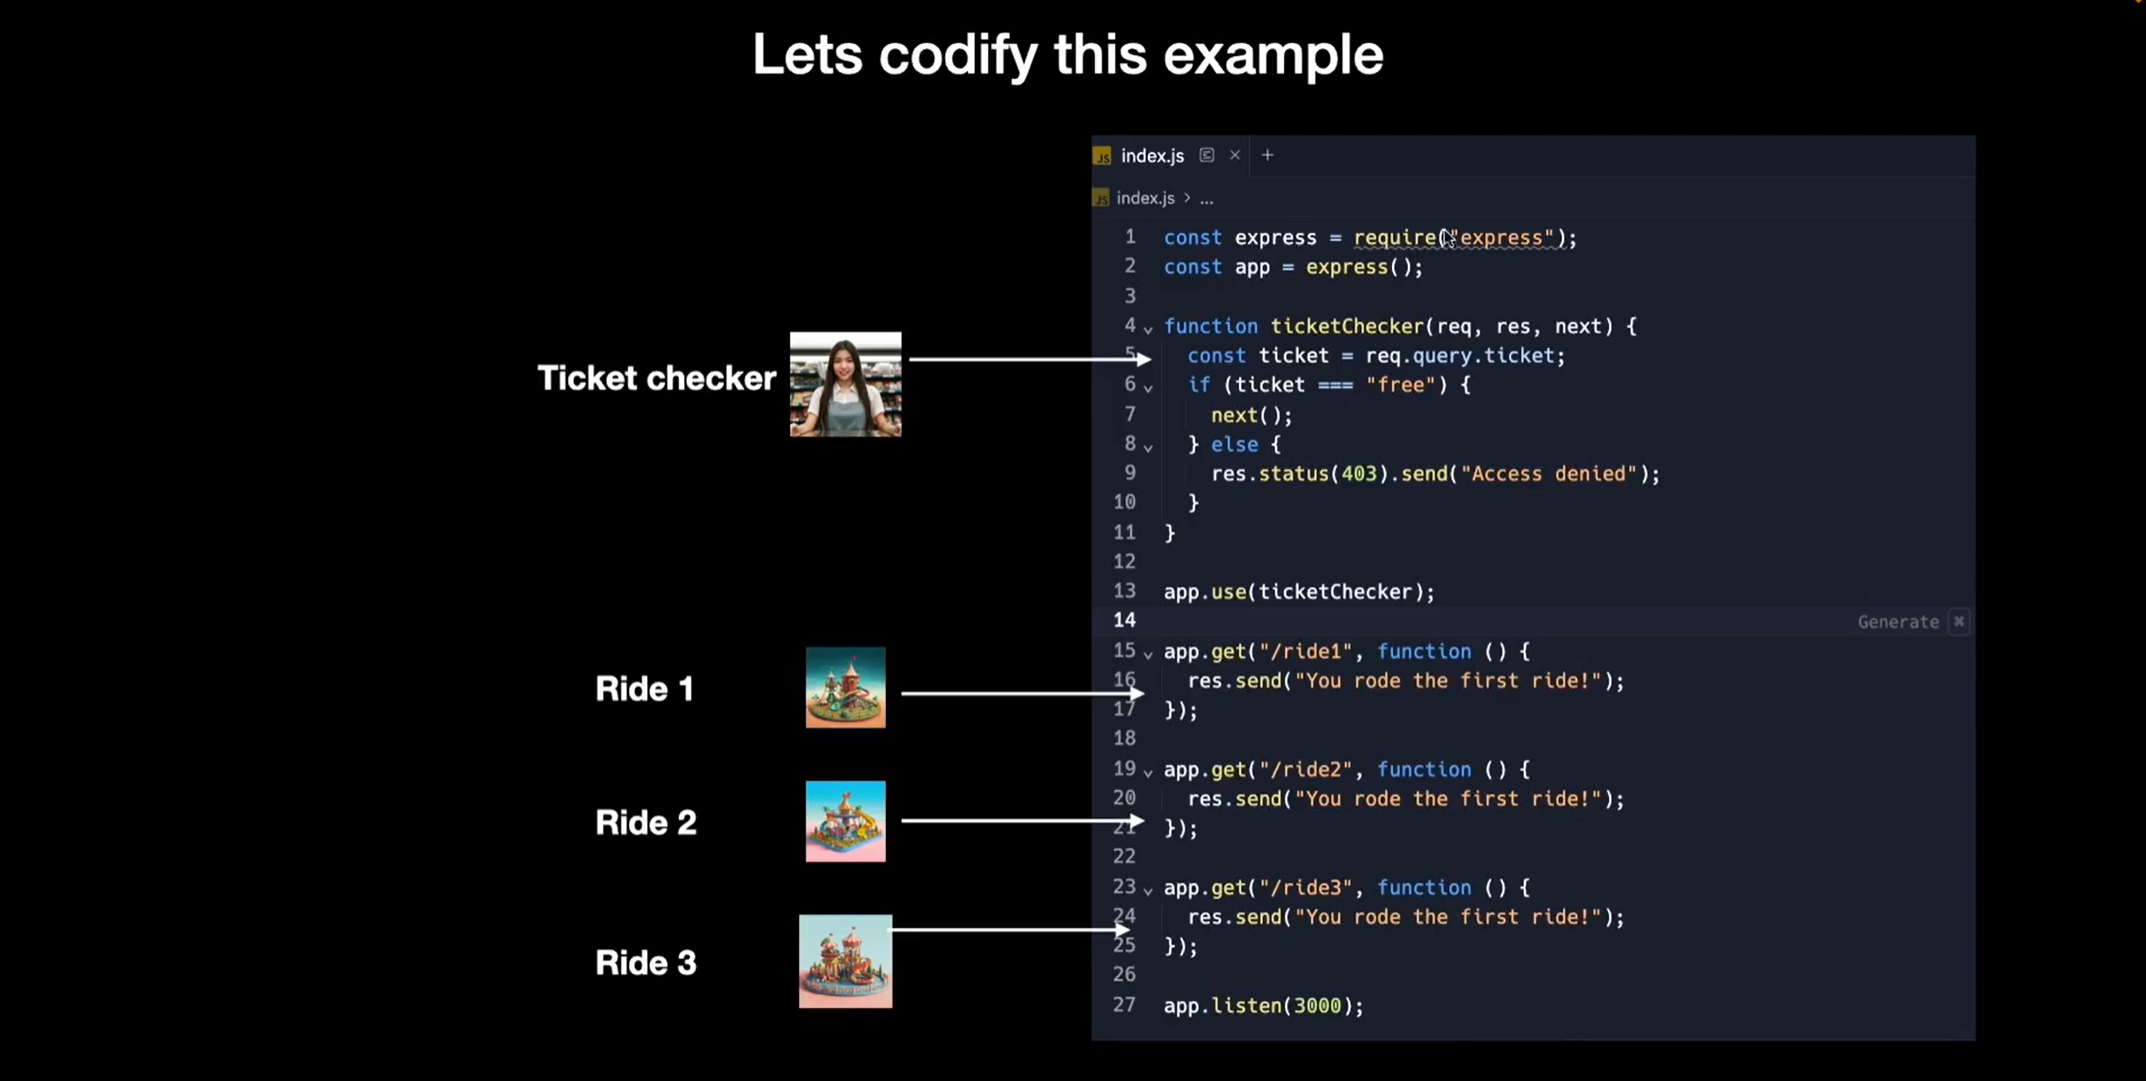 Lets codify this example
index.js
index.js > ...
1 const express = require("express");
2 const app = express();
3
4 function ticketChecker(req, res, next) {
5 const ticket = req.query.ticket;
6 if (ticket === "free") {
7 next();
8 } else {
9 res.status(403).send("Access denied");
10 }
11 }
12
13 app.use(ticketChecker);
14 Generate ⌘
15 app.get("/ride1", function () {
16 res.send("You rode the first ride!");
17 });
18
19 app.get("/ride2", function () {
20 res.send("You rode the first ride!");
21 });
22
23 app.get("/ride3", function () {
24 res.send("You rode the first ride!");
25 });
26
27 app.listen(3000);
Ticket checker
Ride 1
Ride 2
Ride 3